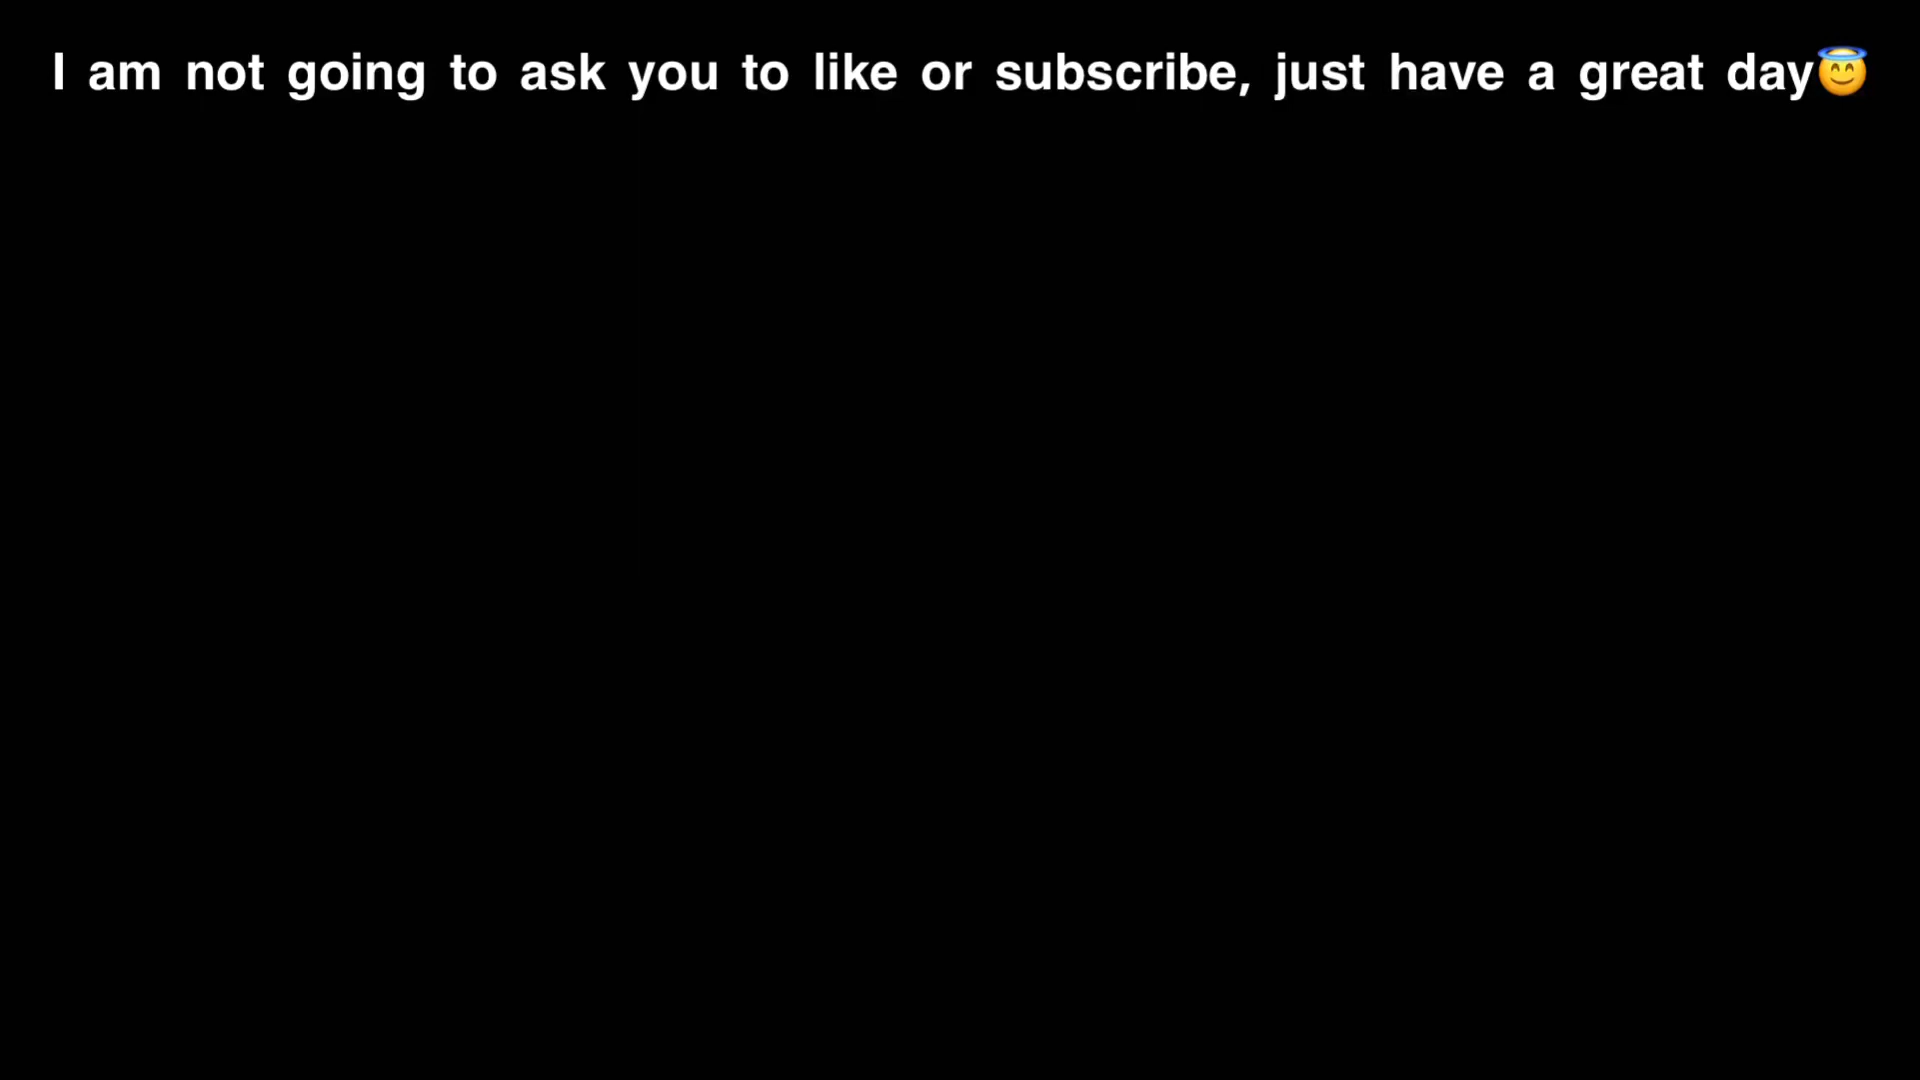 I am not going to ask you to like or subscribe, just have a great day😇